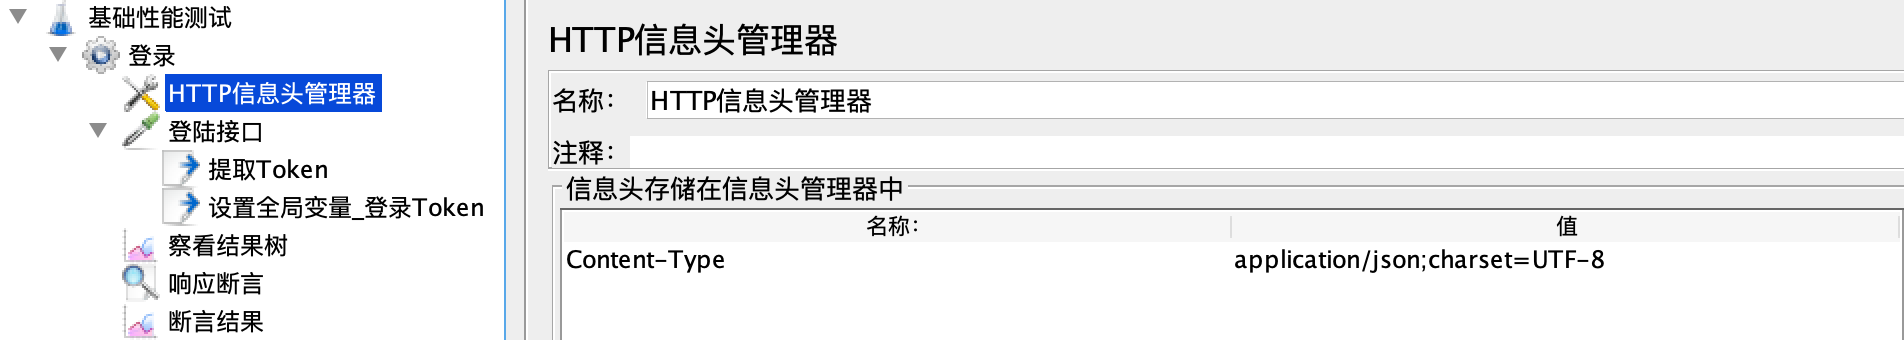 基础性能测试
登录
HTTP信息头管理器
登陆接口
提取Token
设置全局变量_登录Token
察看结果树
响应断言
断言结果
HTTP信息头管理器
名称： HTTP信息头管理器
注释：
信息头存储在信息头管理器中
名称： 值
Content-Type application/json;charset=UTF-8